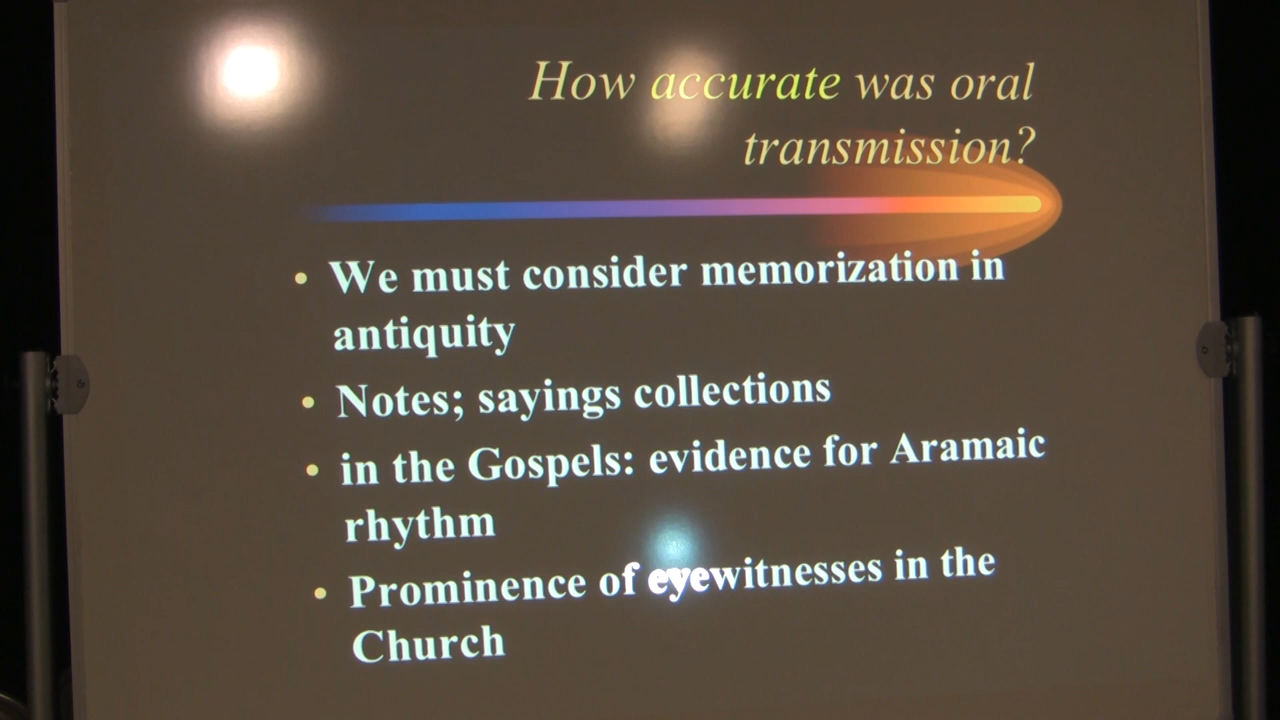 How accurate was oral
transmission?
• We must consider memorization in
antiquity
• Notes; sayings collections
• in the Gospels: evidence for Aramaic
rhythm
• Prominence of eyewitnesses in the
Church